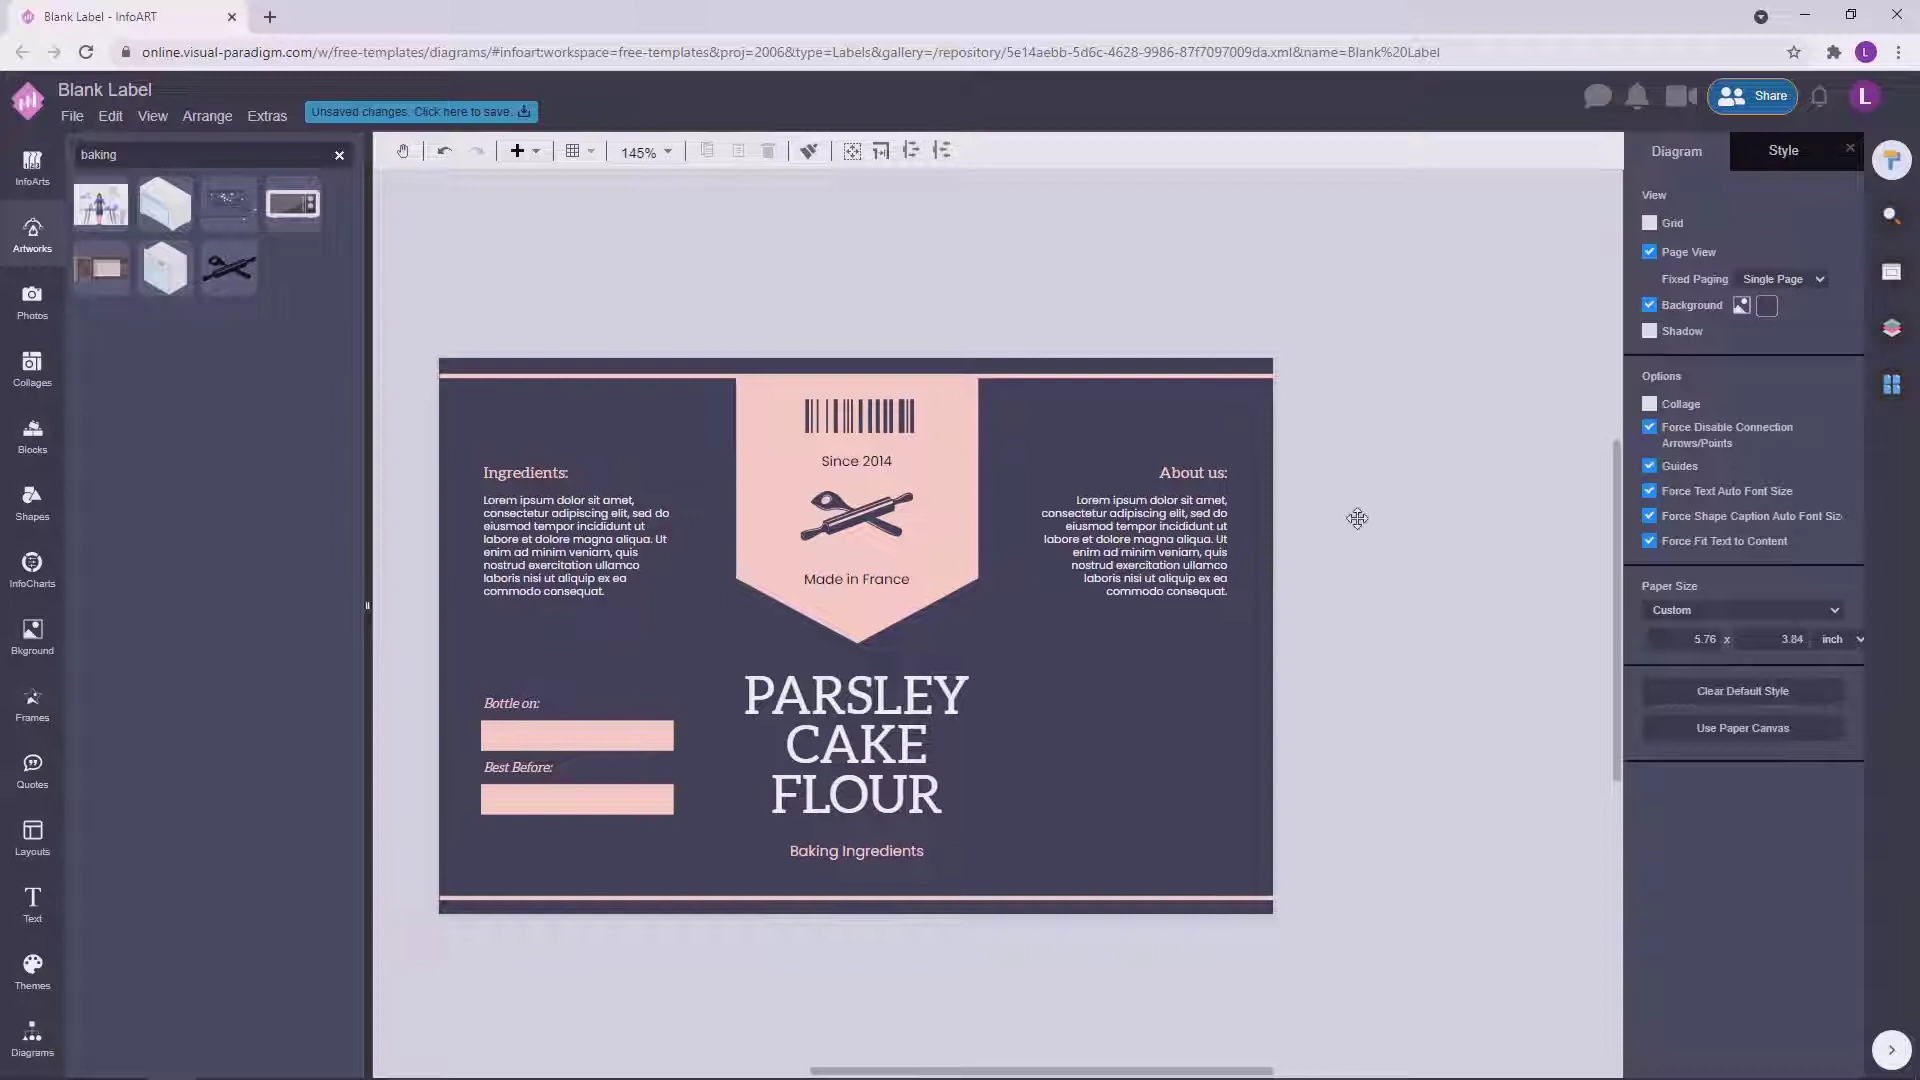 Blank Label - InfoART
online.visual-paradigm.com/w/free-templates/diagrams/#infoart:workspace=free-templates&proj=2006&type=Labels&gallery=/repository/5e14aebb-5d6c-4628-9986-87f7097009da.xml&name=Blank%20Label
L
Blank Label
File Edit View Arrange Extras
Unsaved changes. Click here to save.
Share
L
InfoArts
Artworks
Photos
Collages
Blocks
Shapes
InfoCharts
Bkground
Frames
Quotes
Layouts
T
Text
Themes
Diagrams
baking
145%
Since 2014
Made in France
Ingredients:
Lorem ipsum dolor sit amet,
consectetur adipiscing elit, sed do
eiusmod tempor incididunt ut
labore et dolore magna aliqua. Ut
enim ad minim veniam, quis
nostrud exercitation ullamco
laboris nisi ut aliquip ex ea
commodo consequat.
About us:
Lorem ipsum dolor sit amet,
consectetur adipiscing elit, sed do
eiusmod tempor incididunt ut
labore et dolore magna aliqua. Ut
enim ad minim veniam, quis
nostrud exercitation ullamco
laboris nisi ut aliquip ex ea
commodo consequat.
Bottle on:
Best Before:
PARSLEY
CAKE
FLOUR
Baking Ingredients
Diagram
Style
View
Grid
Page View
Fixed Paging Single Page
Background
Shadow
Options
Collage
Force Disable Connection
Arrows/Points
Guides
Force Text Auto Font Size
Force Shape Caption Auto Font Siz
Force Fit Text to Content
Paper Size
Custom
5.76 x 3.84 inch
Clear Default Style
Use Paper Canvas